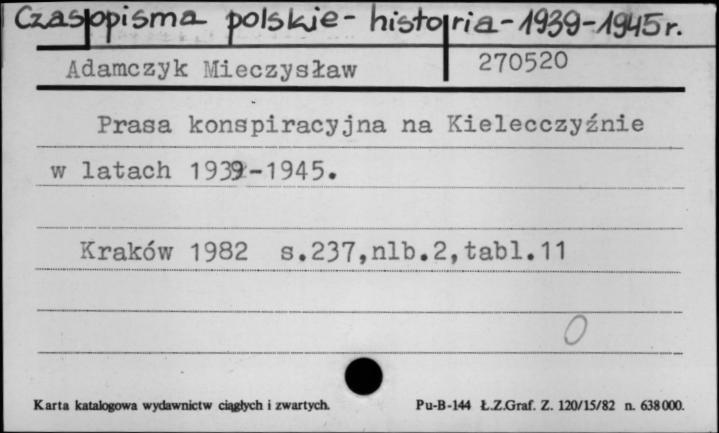 Czasopisma polskie - historia - 1939-1945 r.
Adamczyk Mieczysław 270520
Prasa konspiracyjna na Kielecczyźnie
w latach 1939-1945.
Kraków 1982 s.237,nlb.2,tabl.11
0
Karta katalogowa wydawnictw ciągłych i zwartych. Pu-B-144 Ł.Z.Graf. Z. 120/15/82 n. 638000.